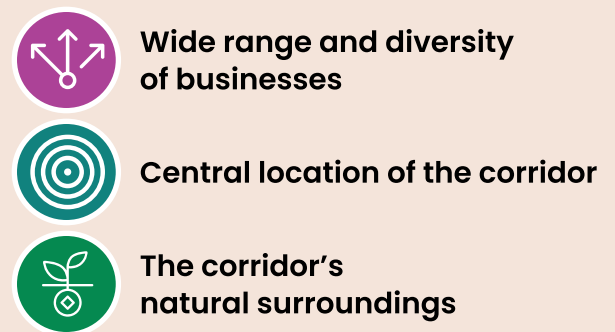 Wide range and diversity
of businesses
Central location of the corridor
The corridor’s
natural surroundings